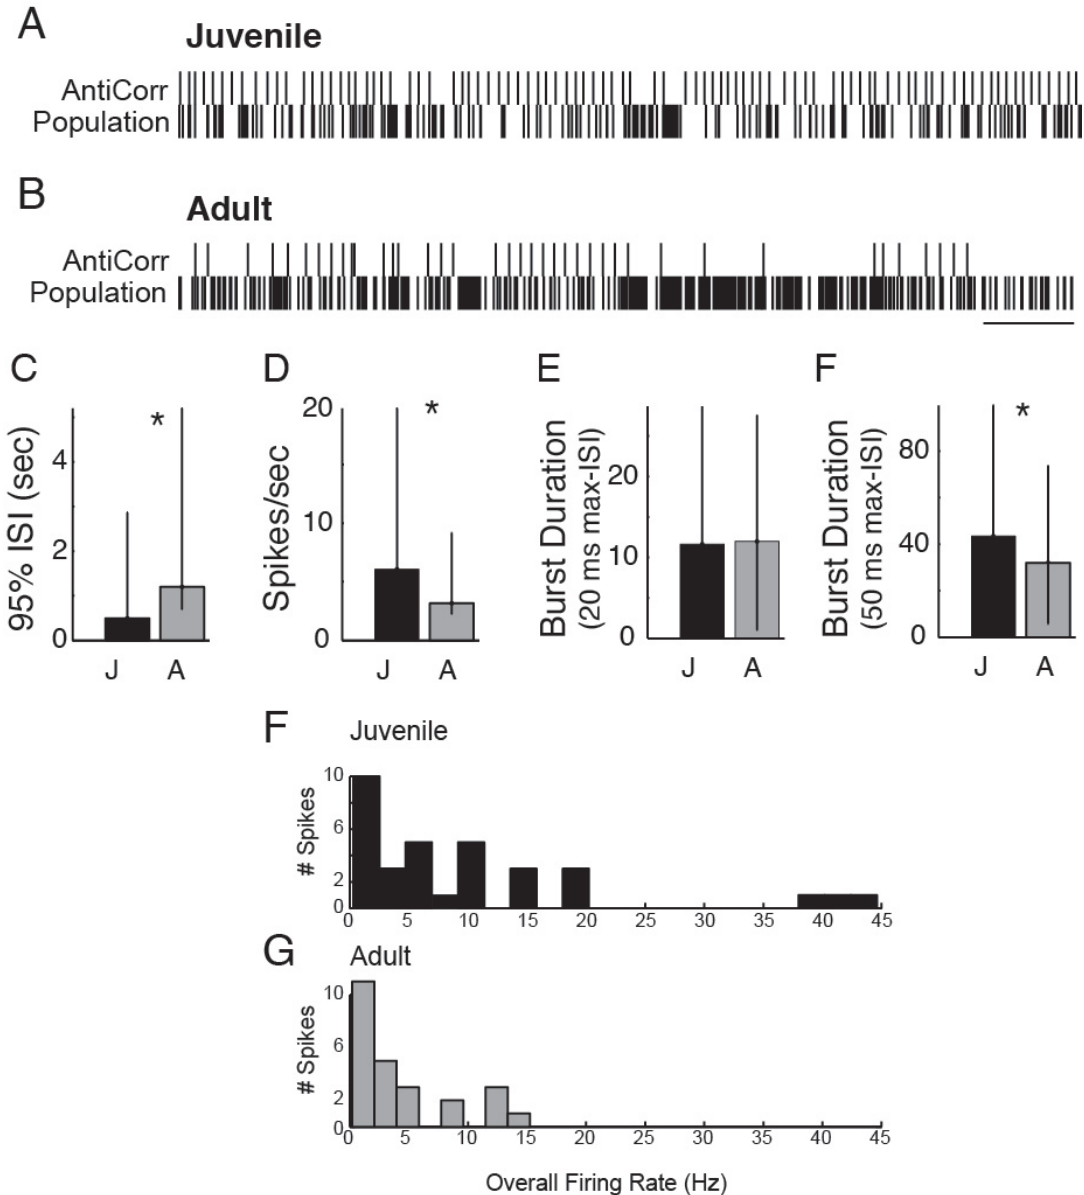 A
Juvenile
AntiCorr
Population
B
Adult
AntiCorr
Population
C
D
E
F
95% ISI (sec)
4
2
0
*
J A
Spikes/sec
20
10
0
*
J A
Burst Duration
(20 ms max-ISI)
20
10
0
J A
Burst Duration
(50 ms max-ISI)
80
40
0
*
J A
F
Juvenile
# Spikes
10
6
2
0
0 5 10 15 20 25 30 35 40 45
G
Adult
# Spikes
10
6
2
0
0 5 10 15 20 25 30 35 40 45
Overall Firing Rate (Hz)